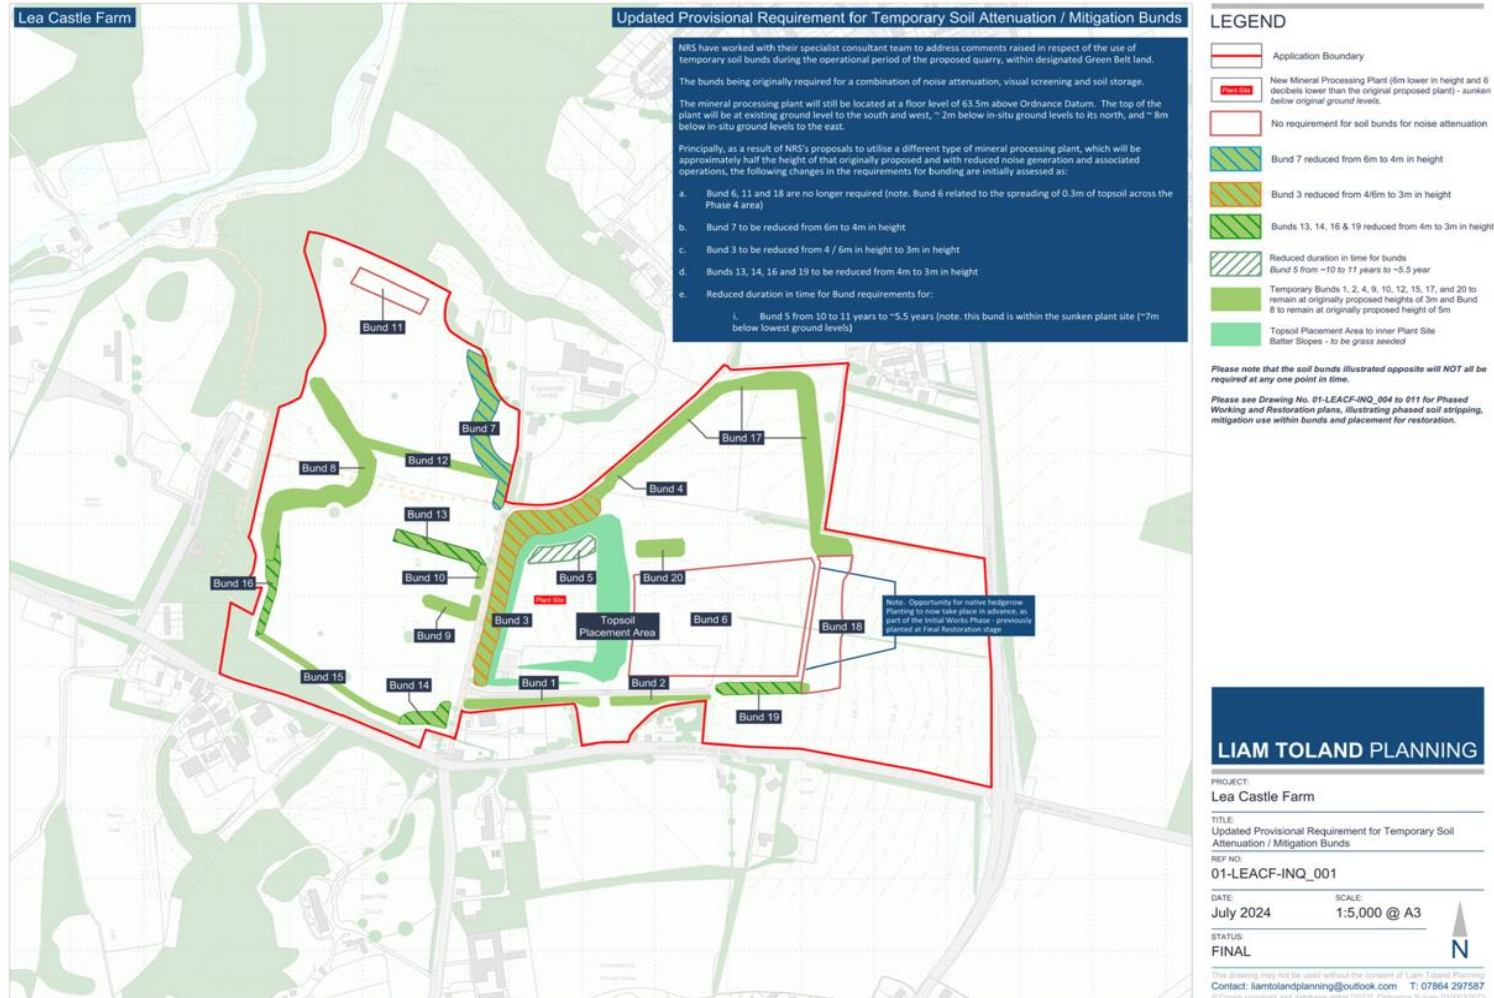 Lea Castle Farm
Updated Provisional Requirement for Temporary Soil Attenuation / Mitigation Bunds
NRS have worked with their specialist consultant team to address comments raised in respect of the use of
temporary soil bunds during the operational period of the proposed quarry, within designated Green Belt land.
The bunds being originally required for a combination of noise attenuation, visual screening and soil storage.
The mineral processing plant will still be located at a floor level of 63.5m above Ordnance Datum. The top of the
plant will be at existing ground level to the south and west, ~ 2m below in-situ ground levels to its north, and ~ 8m
below in-situ ground levels to the east.
Principally, as a result of NRS's proposals to utilise a different type of mineral processing plant, which will be
approximately half the height of that originally proposed and with reduced noise generation and associated
operations, the following changes in the requirements for bunding are initially assessed as:
a. Bund 6, 11 and 18 are no longer required (note. Bund 6 related to the spreading of 0.3m of topsoil across the
Phase 4 area)
b. Bund 7 to be reduced from 6m to 4m in height
c. Bund 3 to be reduced from 4 / 6m in height to 3m in height
d. Bunds 13, 14, 16 and 19 to be reduced from 4m to 3m in height
e. Reduced duration in time for Bund requirements for:
i. Bund 5 from 10 to 11 years to ~5.5 years (note. this bund is within the sunken plant site (~7m
below lowest ground levels)
Bund 11
Bund 7
Bund 17
Bund 12
Bund 8
Bund 4
Bund 13
Bund 10
Bund 5
Bund 20
Bund 16
Plant Site
Note. Opportunity for native hedgerow
Planting to now take place in advance, as
part of the Initial Works Phase - previously
planted at Final Restoration stage
Bund 9
Bund 3
Topsoil
Placement Area
Bund 6
Bund 18
Bund 15
Bund 14
Bund 1
Bund 2
Bund 19
LEGEND
Application Boundary
Plant Site
New Mineral Processing Plant (6m lower in height and 6
decibels lower than the original proposed plant) - sunken
below original ground levels.
No requirement for soil bunds for noise attenuation
Bund 7 reduced from 6m to 4m in height
Bund 3 reduced from 4/6m to 3m in height
Bunds 13, 14, 16 & 19 reduced from 4m to 3m in height
Reduced duration in time for bunds
Bund 5 from ~10 to 11 years to ~5.5 year
Temporary Bunds 1, 2, 4, 9, 10, 12, 15, 17, and 20 to
remain at originally proposed heights of 3m and Bund
8 to remain at originally proposed height of 5m
Topsoil Placement Area to inner Plant Site
Batter Slopes - to be grass seeded
Please note that the soil bunds illustrated opposite will NOT all be
required at any one point in time.
Please see Drawing No. 01-LEACF-INQ_004 to 011 for Phased
Working and Restoration plans, illustrating phased soil stripping,
mitigation use within bunds and placement for restoration.
LIAM TOLAND PLANNING
PROJECT:
Lea Castle Farm
TITLE:
Updated Provisional Requirement for Temporary Soil
Attenuation / Mitigation Bunds
REF NO:
01-LEACF-INQ_001
DATE:
SCALE:
July 2024
1:5,000 @ A3
STATUS:
FINAL
N
This drawing may not be used without the consent of Liam Toland Planning
Contact: liamtolandplanning@outlook.com T: 07864 297587